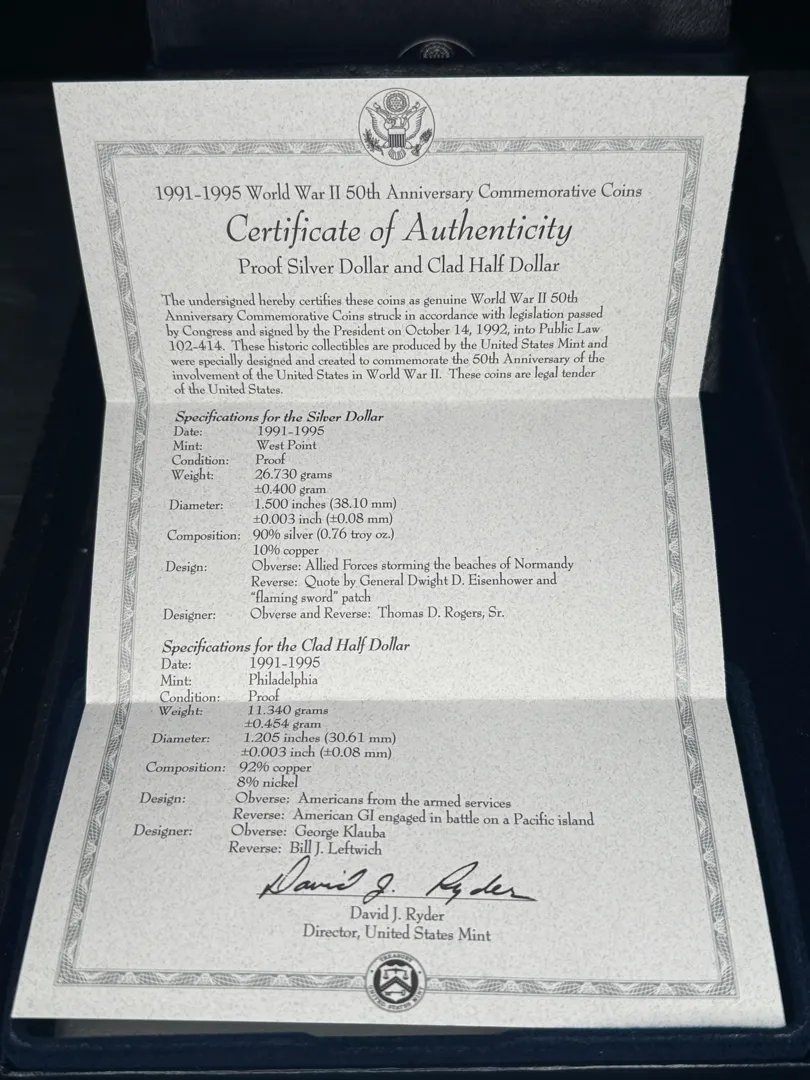 1991-1995 World War II 50th Anniversary Commemorative Coins
Certificate of Authenticity
Proof Silver Dollar and Clad Half Dollar
The undersigned hereby certifies these coins as genuine World War II 50th
Anniversary Commemorative Coins struck in accordance with legislation passed
by Congress and signed by the President on October 14, 1992, into Public Law
102-414. These historic collectibles are produced by the United States Mint and
were specially designed and created to commemorate the 50th Anniversary of the
involvement of the United States in World War II. These coins are legal tender
of the United States.
Specifications for the Silver Dollar
Date: 1991-1995
Mint: West Point
Condition: Proof
Weight: 26.730 grams
±0.400 gram
Diameter: 1.500 inches (38.10 mm)
±0.003 inch (±0.08 mm)
Composition: 90% silver (0.76 troy oz.)
10% copper
Design: Obverse: Allied Forces storming the beaches of Normandy
Reverse: Quote by General Dwight D. Eisenhower and
"flaming sword" patch
Designer: Obverse and Reverse: Thomas D. Rogers, Sr.
Specifications for the Clad Half Dollar
Date: 1991-1995
Mint: Philadelphia
Condition: Proof
Weight: 11.340 grams
±0.454 gram
Diameter: 1.205 inches (30.61 mm)
±0.003 inch (±0.08 mm)
Composition: 92% copper
8% nickel
Design: Obverse: Americans from the armed services
Reverse: American GI engaged in battle on a Pacific island
Designer: Obverse: George Klauba
Reverse: Bill J. Leftwich
David J. Ryder
David J. Ryder
Director, United States Mint